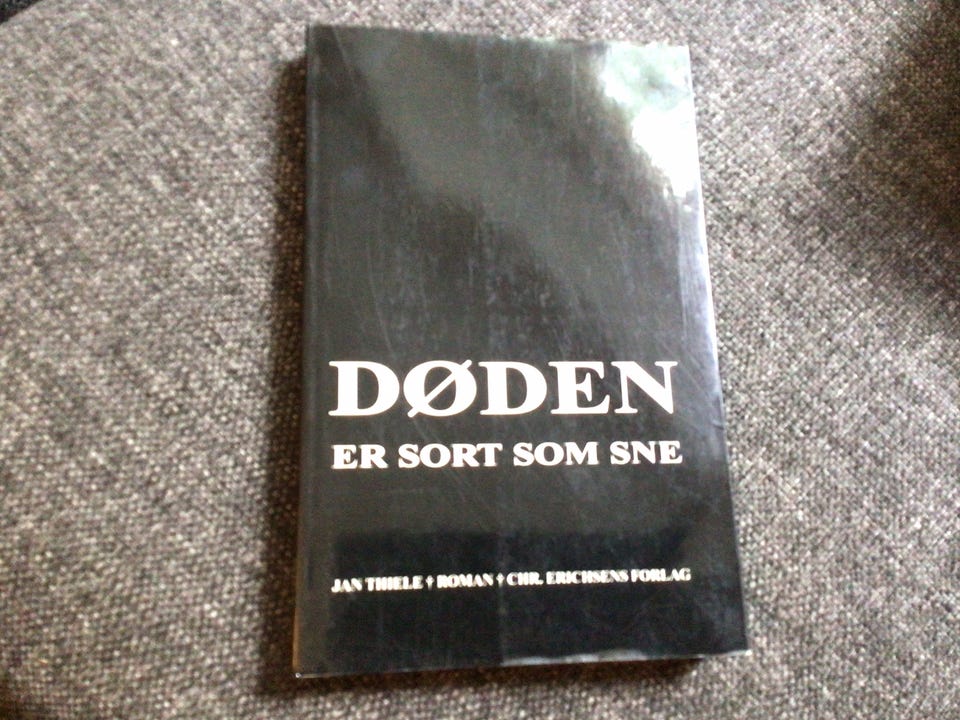 DØDEN
ER SORT SOM SNE
JAN THIELE † ROMAN † CHR. ERICHSENS FORLAG